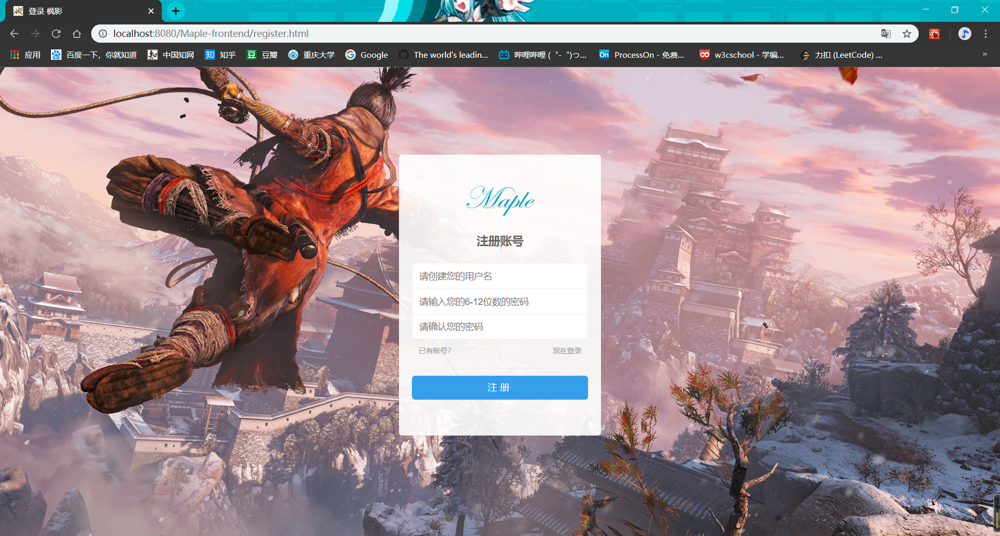 登录 枫影
localhost:8080/Maple-frontend/register.html
应用 百度一下，你就知道 中国知网 知乎 豆瓣 重庆大学 Google The world's leadin... 哔哩哔哩 ( ゜- ゜)つ... ProcessOn - 免费... w3cschool - 学编... 力扣 (LeetCode) ... »
Maple
注册账号
请创建您的用户名
请输入您的6-12位数的密码
请确认您的密码
已有账号? 现在登录
注 册